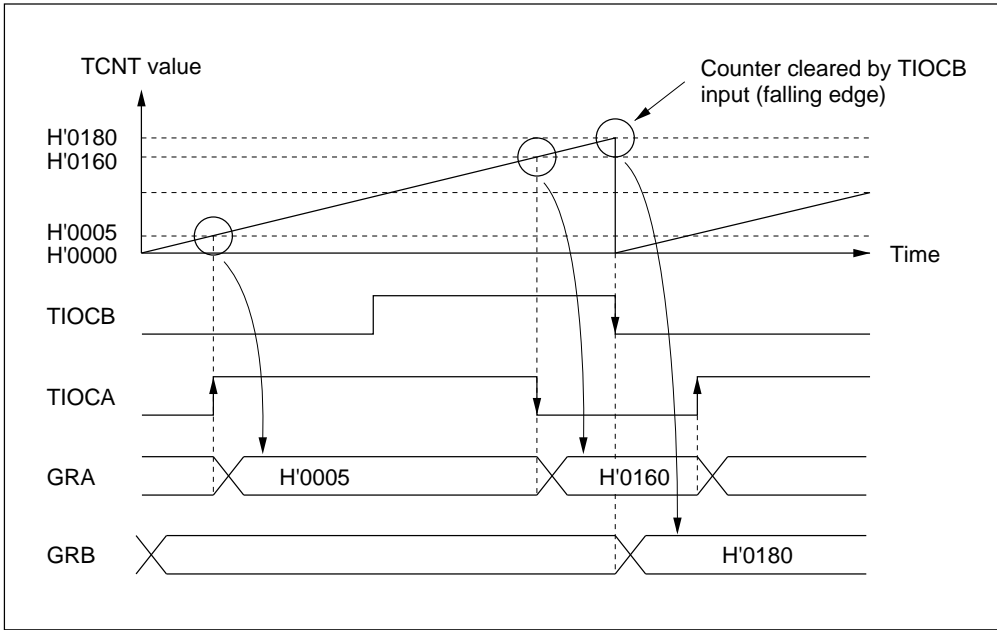 TCNT value
Counter cleared by TIOCB
input (falling edge)
H'0180
H'0160
H'0005
H'0000
Time
TIOCB
TIOCA
GRA
H'0005
H'0160
GRB
H'0180